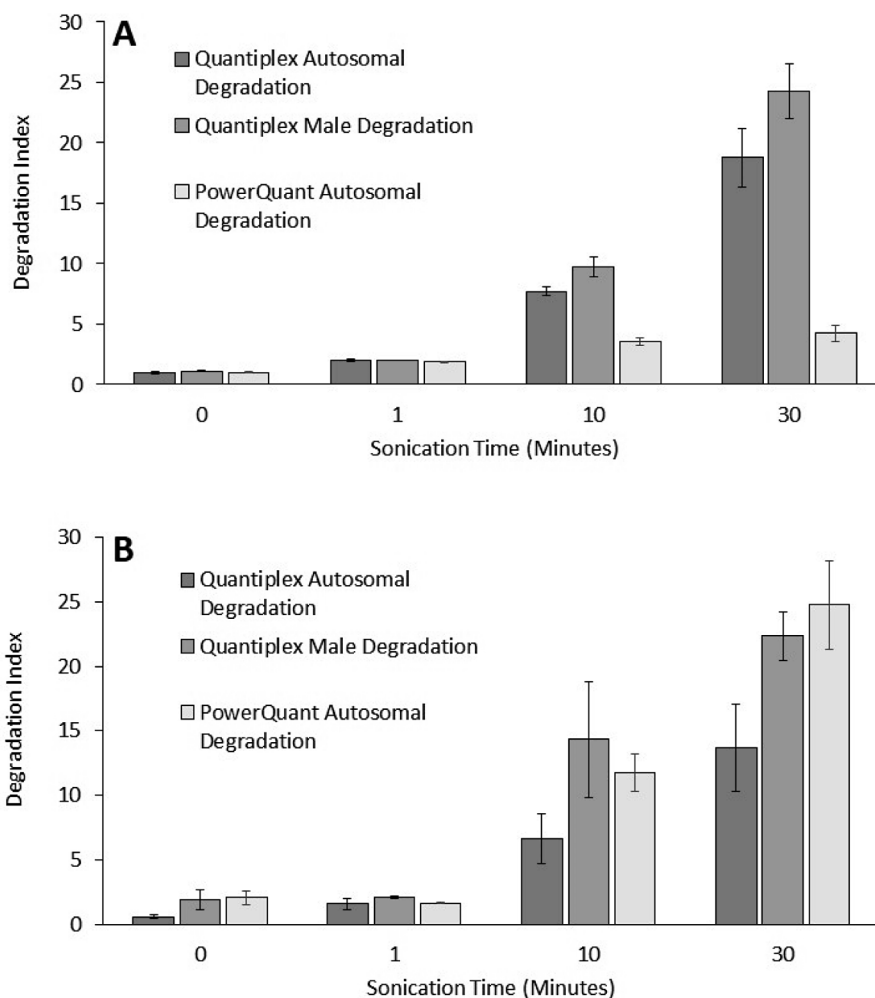 A
30
25
20
15
10
5
0
Degradation Index
Quantiplex Autosomal
Degradation
Quantiplex Male Degradation
PowerQuant Autosomal
Degradation
0 1 10 30
Sonication Time (Minutes)
B
30
25
20
15
10
5
0
Degradation Index
Quantiplex Autosomal
Degradation
Quantiplex Male Degradation
PowerQuant Autosomal
Degradation
0 1 10 30
Sonication Time (Minutes)